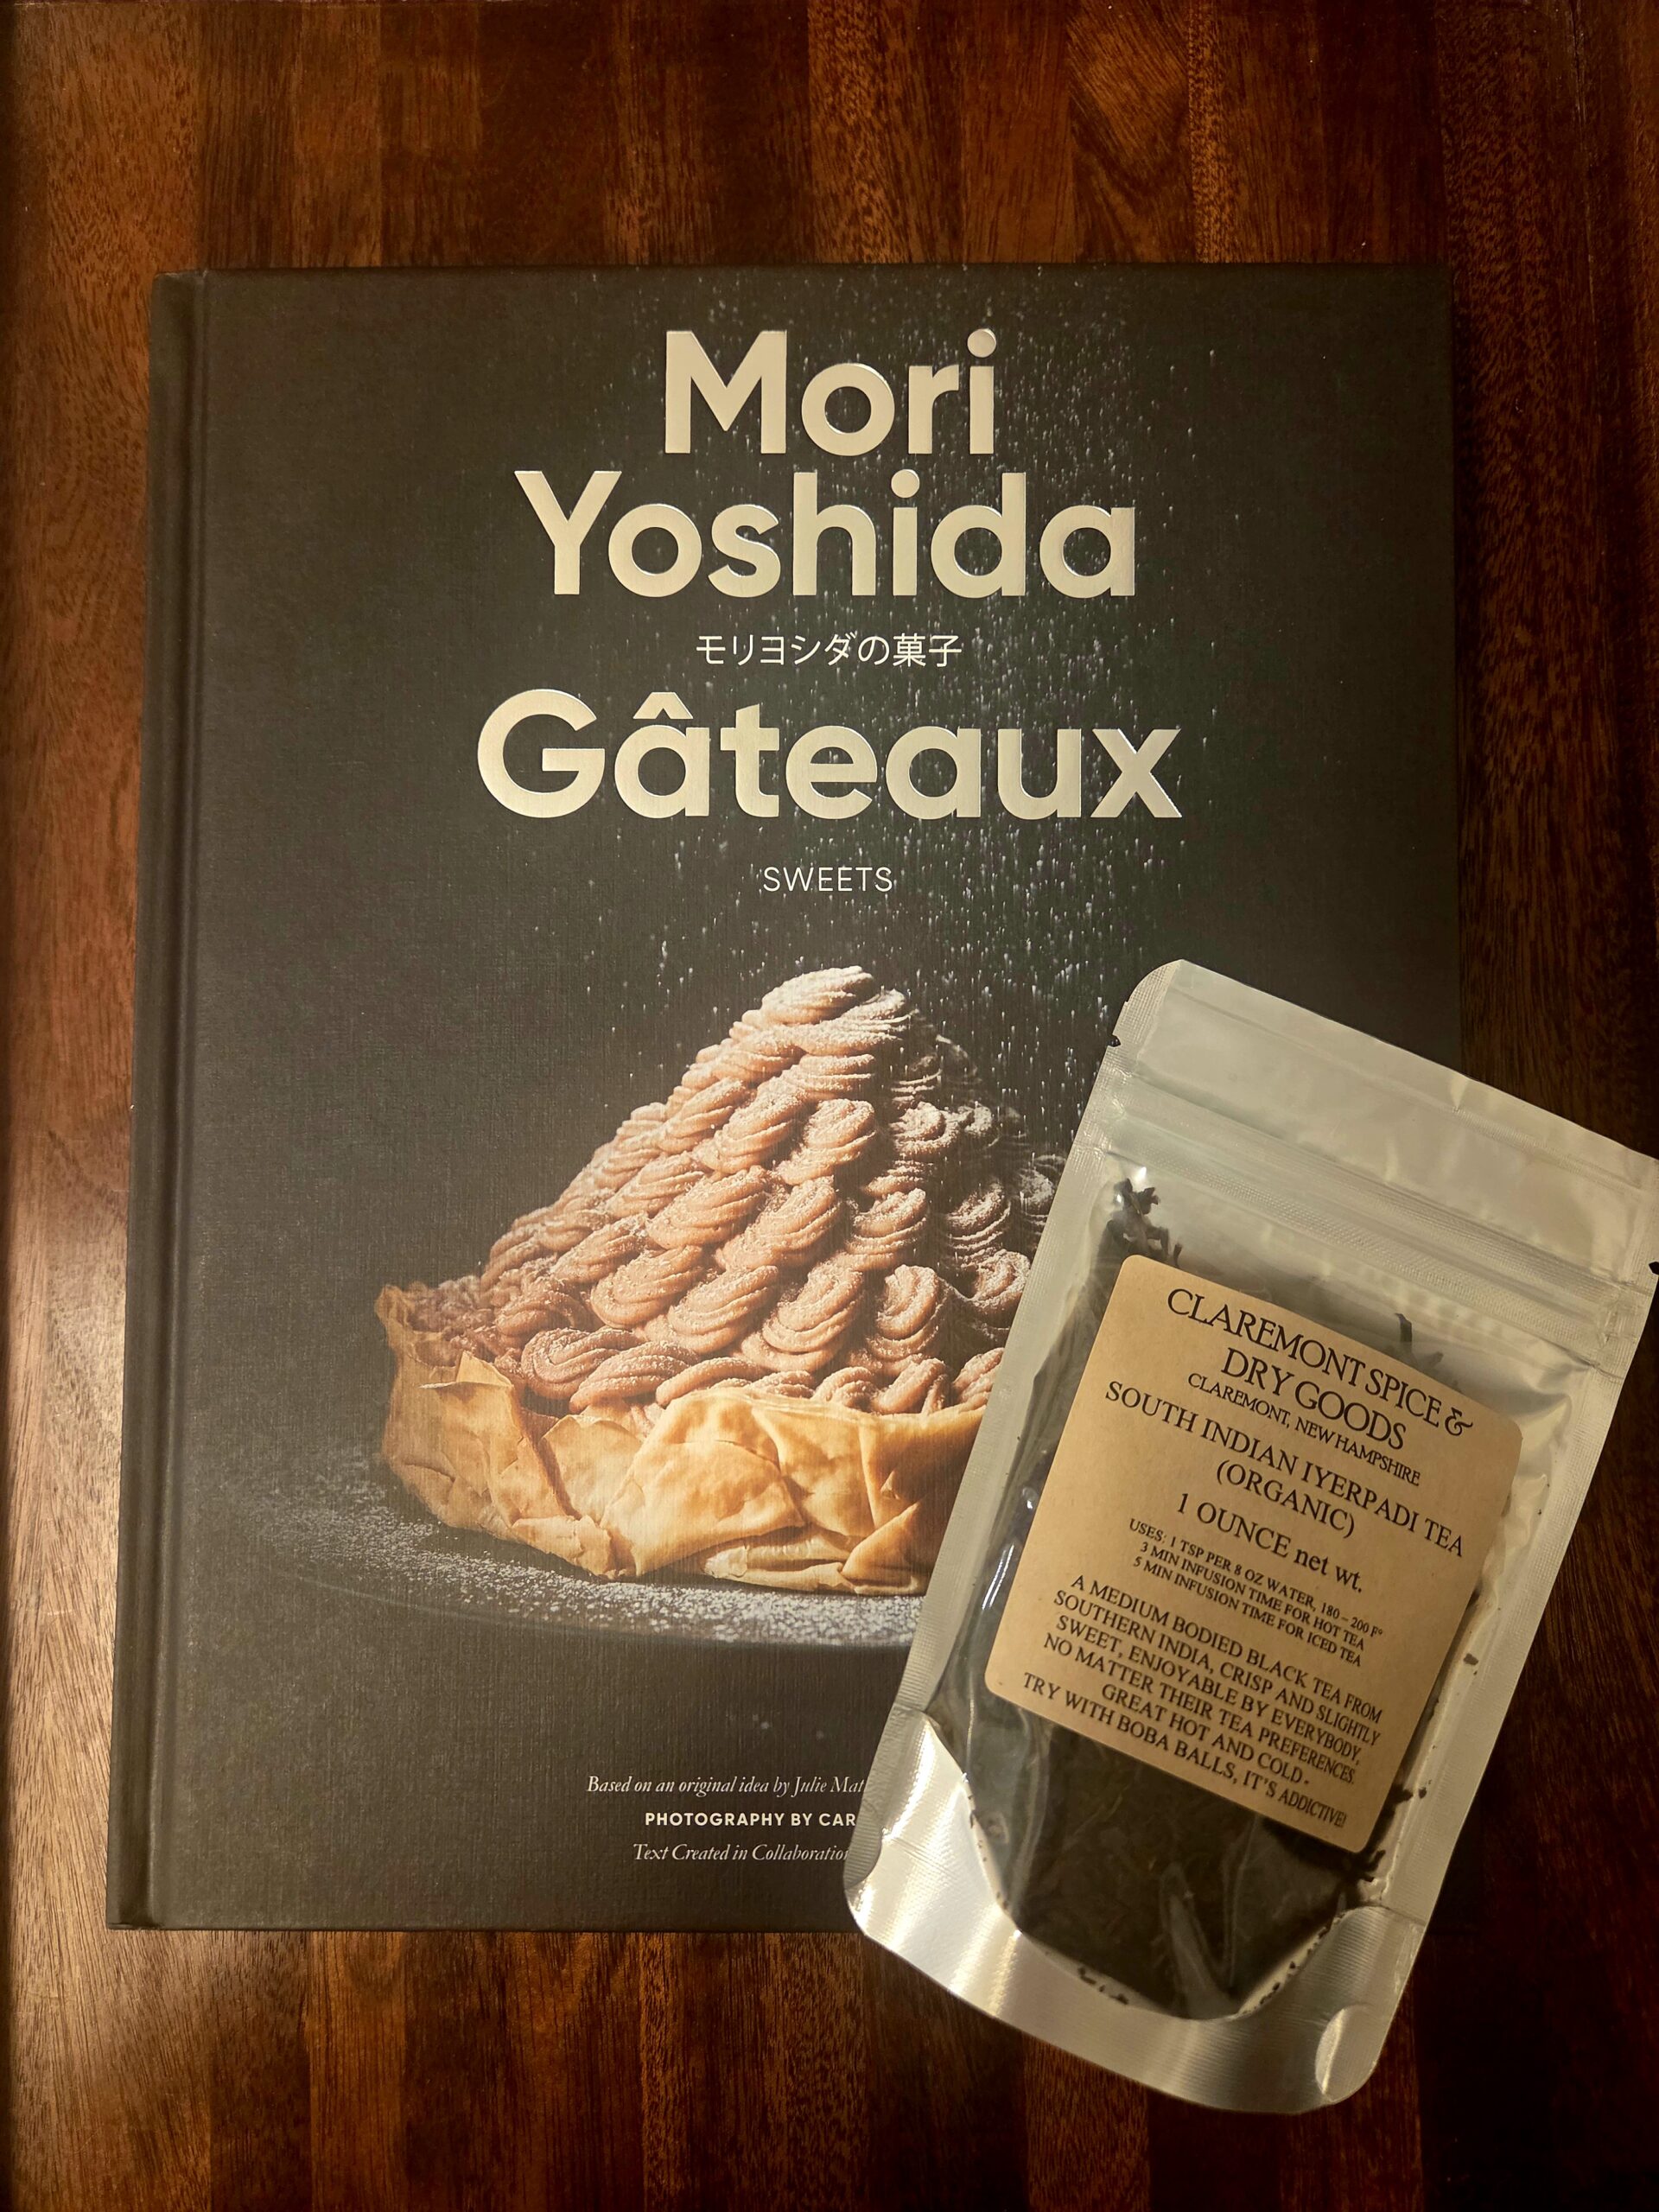 Mori
Yoshida
モリヨシダの菓子
Gâteaux
SWEETS
Based on an original idea by Julie
PHOTOGRAPHY BY
Text Created in
CLAREMONT SPICE &
DRY GOODS
CLAREMONT, NEW HAMPSHIRE
SOUTH INDIAN IYERPADI TEA
(ORGANIC)
1 OUNCE net wt.
USES: 1 TSP PER 8 OZ WATER, 180 – 200 F°
3 MIN INFUSION TIME FOR HOT TEA
5 MIN INFUSION TIME FOR ICED TEA
A MEDIUM BODIED BLACK TEA FROM
SOUTHERN INDIA, CRISP AND SLIGHTLY
SWEET, ENJOYABLE BY EVERYBODY,
NO MATTER THEIR TEA PREFERENCES.
GREAT HOT AND COLD.
TRY WITH BOBA BALLS, IT'S ADDICTIVE!